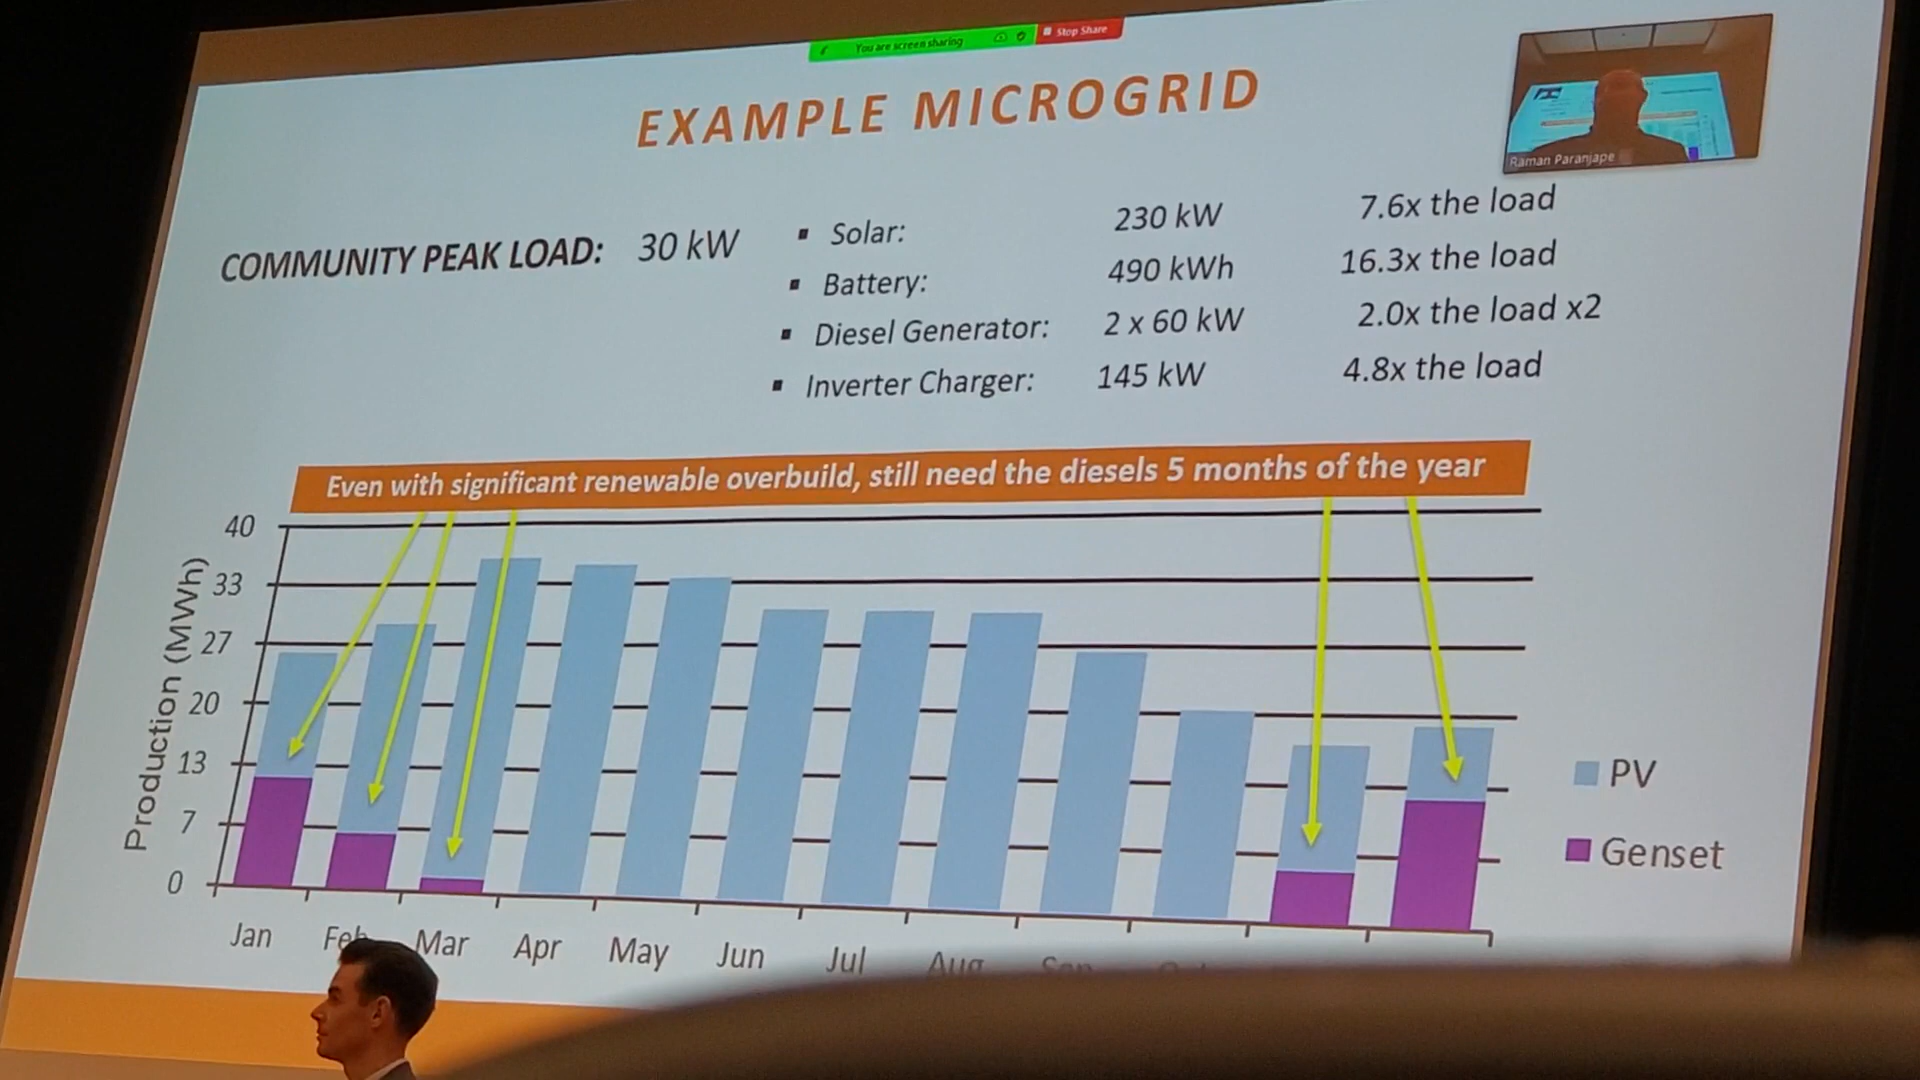 You are screen sharing
Stop Share
EXAMPLE MICROGRID
Raman Paranjape
COMMUNITY PEAK LOAD: 30 kW
▪ Solar: 230 kW 7.6x the load
▪ Battery: 490 kWh 16.3x the load
▪ Diesel Generator: 2 x 60 kW 2.0x the load x2
▪ Inverter Charger: 145 kW 4.8x the load
Even with significant renewable overbuild, still need the diesels 5 months of the year
Production (MWh)
40
33
27
20
13
7
0
Jan Feb Mar Apr May Jun Jul Aug
PV
Genset